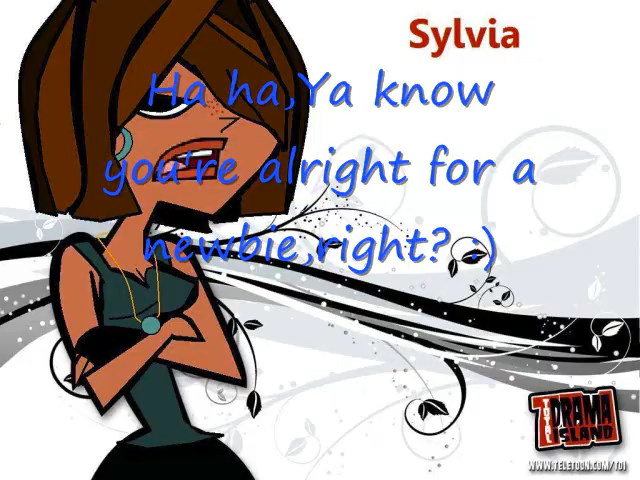 Sylvia
Ha ha,Ya know
you're alright for a
newbie,right? :)
TOTAL
DRAMA
ISLAND
WWW.TELETOON.COM/TDI